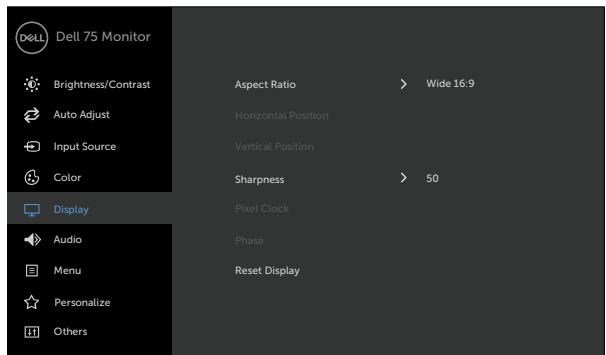 DELL Dell 75 Monitor
Brightness/Contrast
Auto Adjust
Input Source
Color
Display
Audio
Menu
Personalize
Others
Aspect Ratio > Wide 16:9
Horizontal Position
Vertical Position
Sharpness > 50
Pixel Clock
Phase
Reset Display